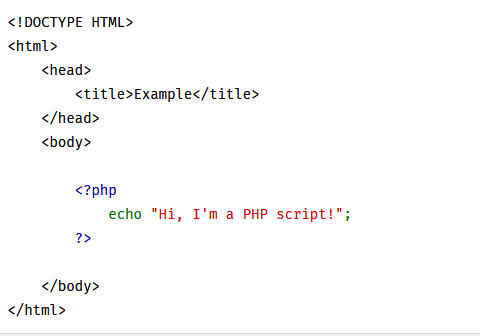 <!DOCTYPE HTML>
<html>
    <head>
        <title>Example</title>
    </head>
    <body>

        <?php
            echo "Hi, I'm a PHP script!";
        ?>

    </body>
</html>